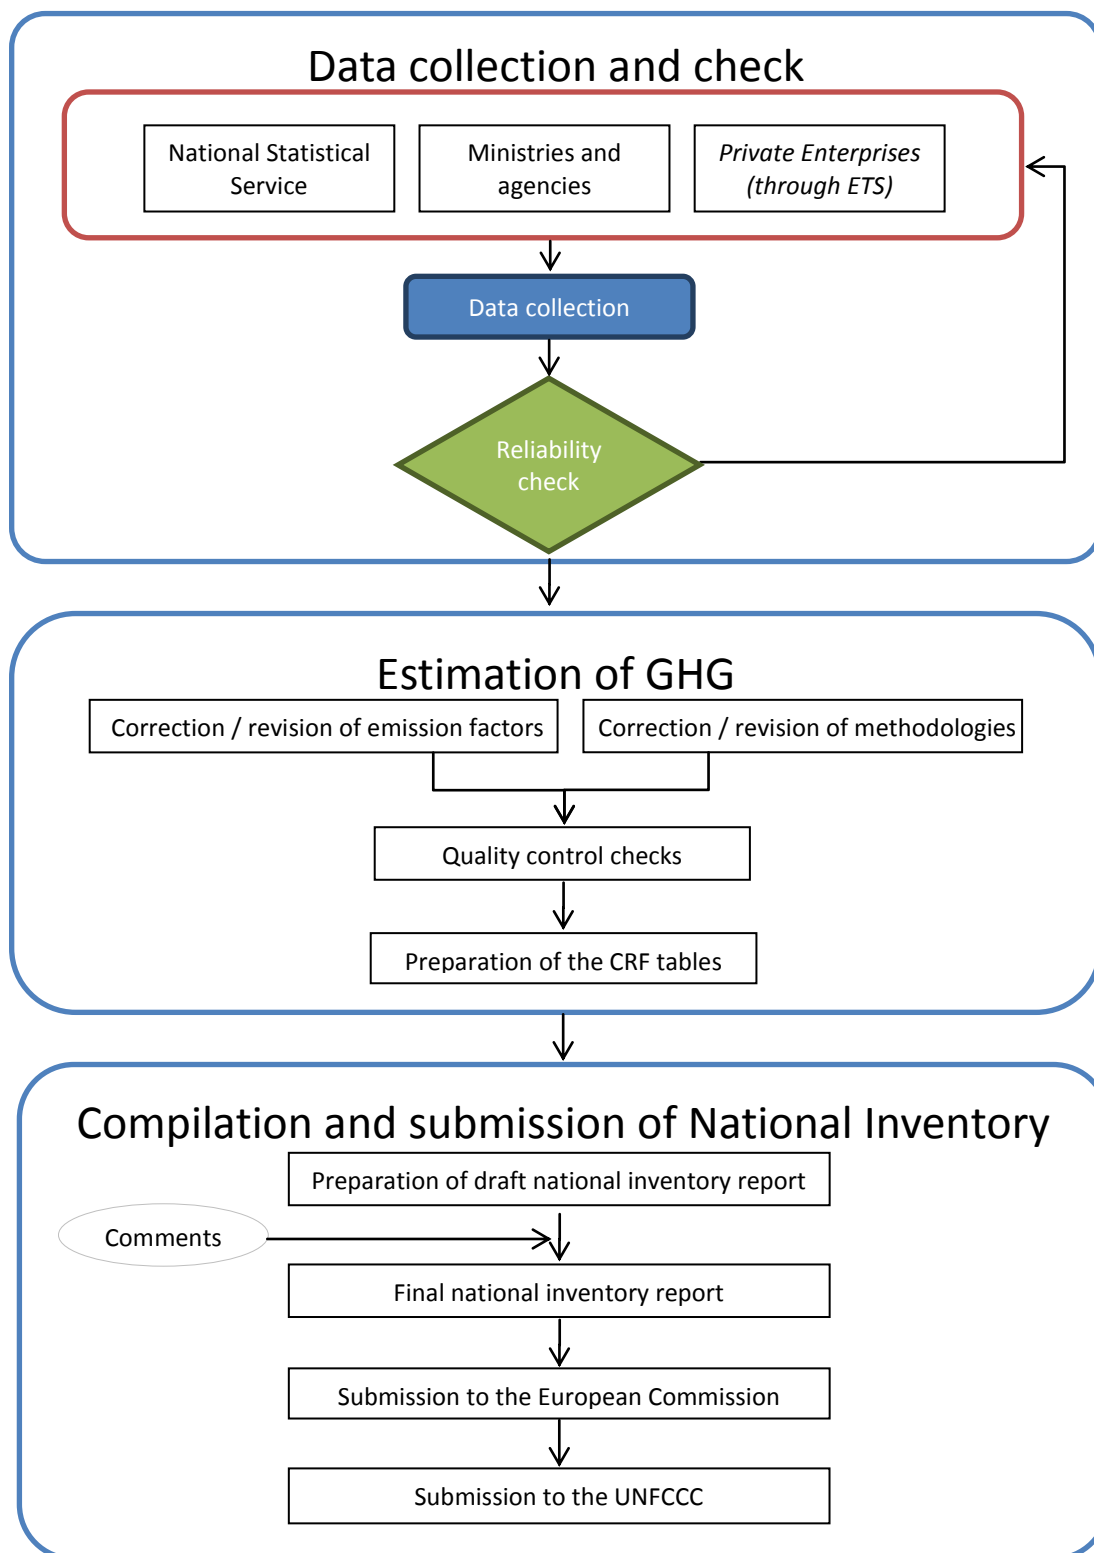 Data collection and check
National Statistical
Service
Ministries and
agencies
Private Enterprises
(through ETS)
Data collection
Reliability
check
Estimation of GHG
Correction / revision of emission factors
Correction / revision of methodologies
Quality control checks
Preparation of the CRF tables
Compilation and submission of National Inventory
Preparation of draft national inventory report
Comments
Final national inventory report
Submission to the European Commission
Submission to the UNFCCC